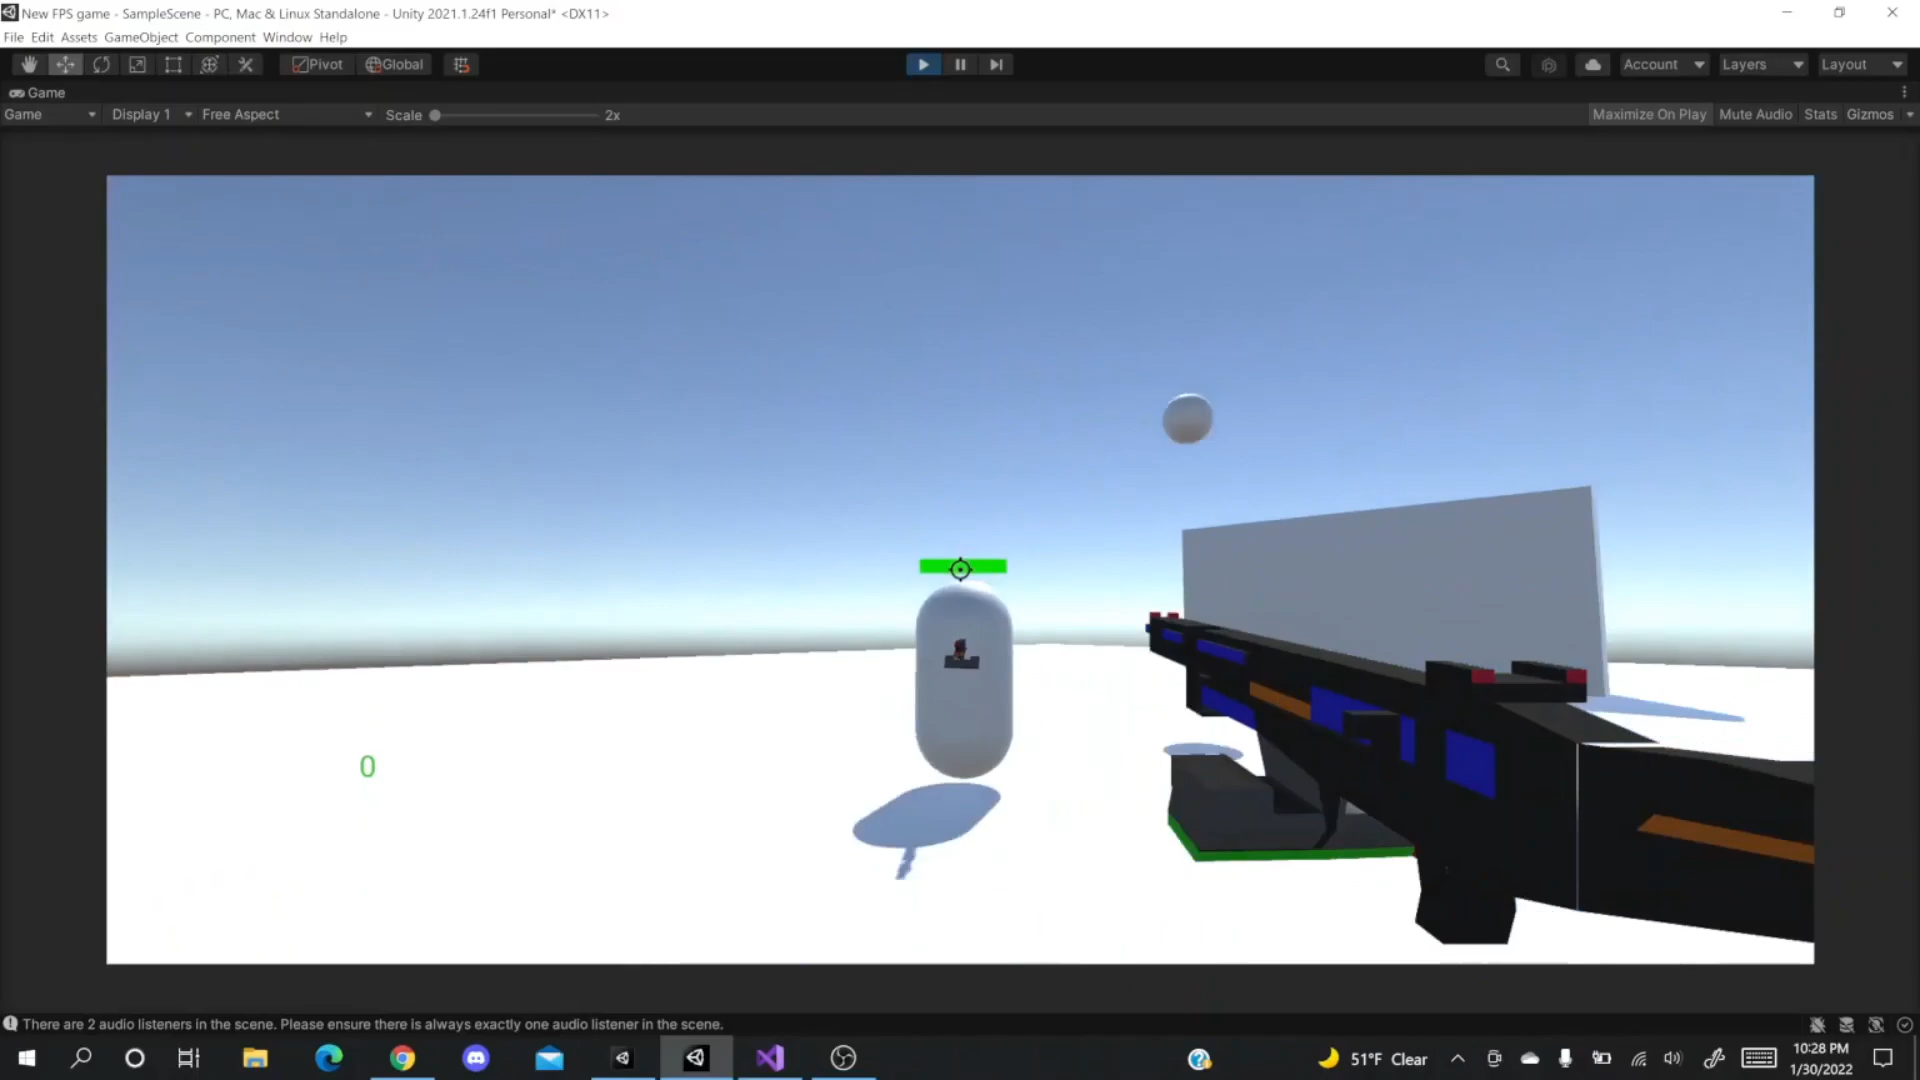 New FPS game - SampleScene - PC, Mac & Linux Standalone - Unity 2021.1.24f1 Personal* <DX11>
File Edit Assets GameObject Component Window Help
Pivot Global Account Layers Layout
Game
Game Display 1 Free Aspect Scale 2x Maximize On Play Mute Audio Stats Gizmos
0
There are 2 audio listeners in the scene. Please ensure there is always exactly one audio listener in the scene.
51°F Clear
10:28 PM
1/30/2022